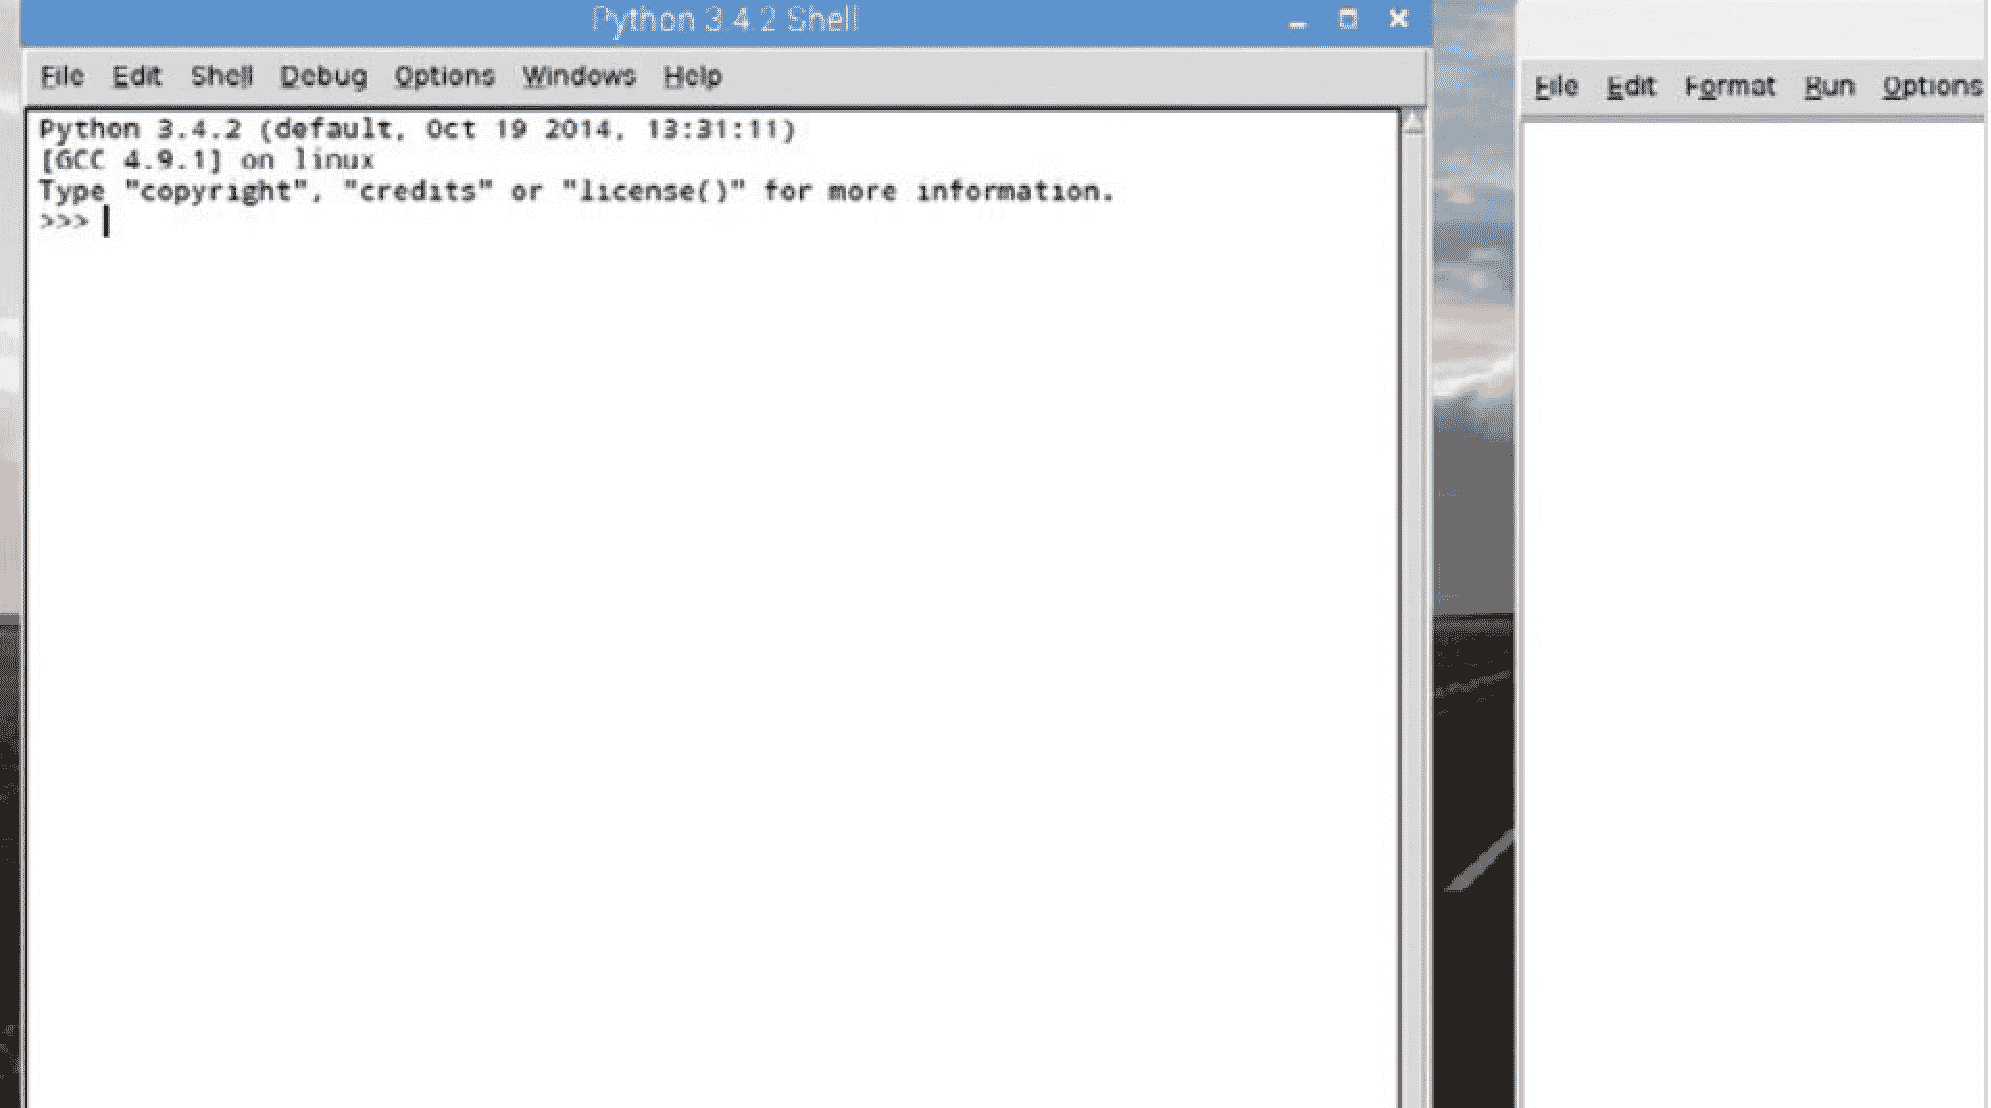 Python 3.4.2 Shell
File Edit Shell Debug Options Windows Help
Python 3.4.2 (default, Oct 19 2014, 13:31:11)
[GCC 4.9.1] on linux
Type "copyright", "credits" or "license()" for more information.
>>>
File Edit Format Run Options